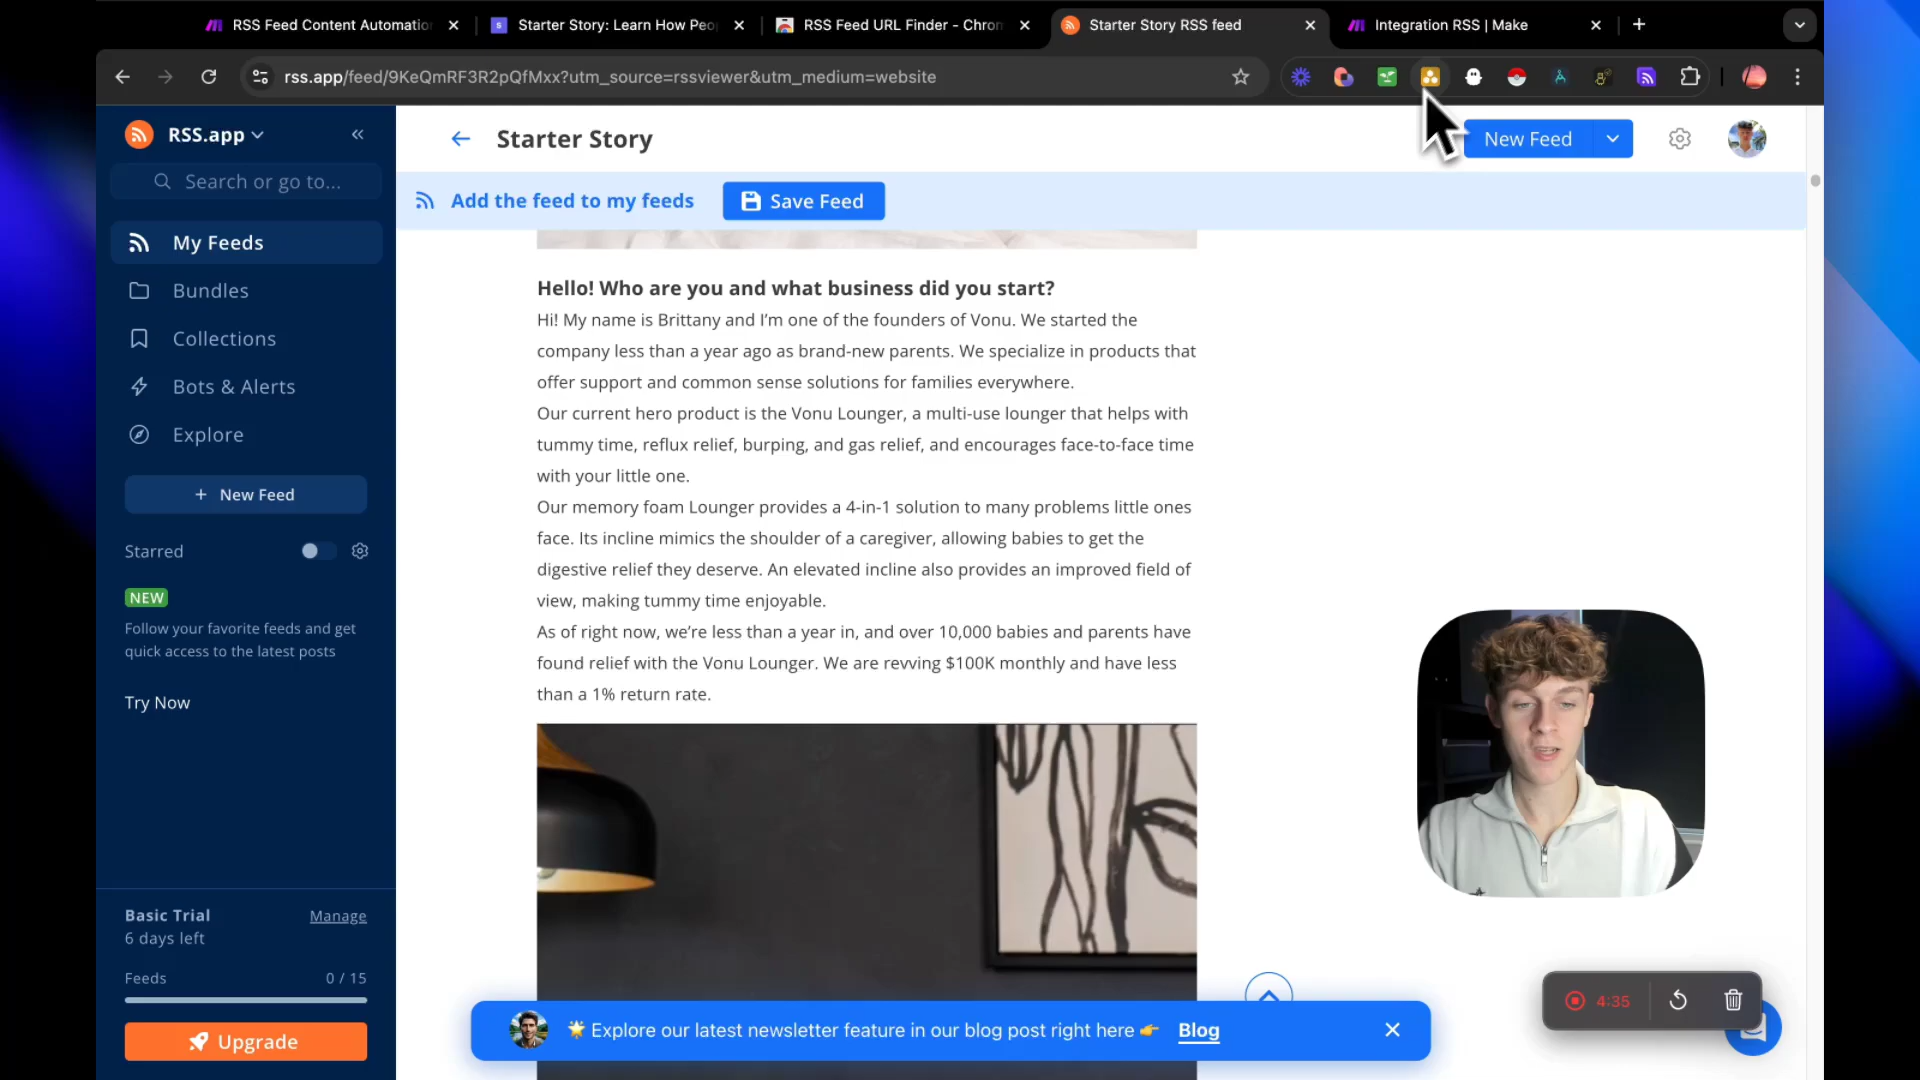 RSS Feed Content Automation
Starter Story: Learn How Peo
RSS Feed URL Finder - Chrom
Starter Story RSS feed
Integration RSS | Make
rss.app/feed/9KeQmRF3R2pQfMxx?utm_source=rssviewer&utm_medium=website
RSS.app
Search or go to...
My Feeds
Bundles
Collections
Bots & Alerts
Explore
+ New Feed
Starred
NEW
Follow your favorite feeds and get
quick access to the latest posts
Try Now
Basic Trial
Manage
6 days left
Feeds
0 / 15
Upgrade
Starter Story
New Feed
Add the feed to my feeds
Save Feed
Hello! Who are you and what business did you start?
Hi! My name is Brittany and I'm one of the founders of Vonu. We started the
company less than a year ago as brand-new parents. We specialize in products that
offer support and common sense solutions for families everywhere.
Our current hero product is the Vonu Lounger, a multi-use lounger that helps with
tummy time, reflux relief, burping, and gas relief, and encourages face-to-face time
with your little one.
Our memory foam Lounger provides a 4-in-1 solution to many problems little ones
face. Its incline mimics the shoulder of a caregiver, allowing babies to get the
digestive relief they deserve. An elevated incline also provides an improved field of
view, making tummy time enjoyable.
As of right now, we're less than a year in, and over 10,000 babies and parents have
found relief with the Vonu Lounger. We are revving $100K monthly and have less
than a 1% return rate.
🌟 Explore our latest newsletter feature in our blog post right here 👉 Blog
4:35